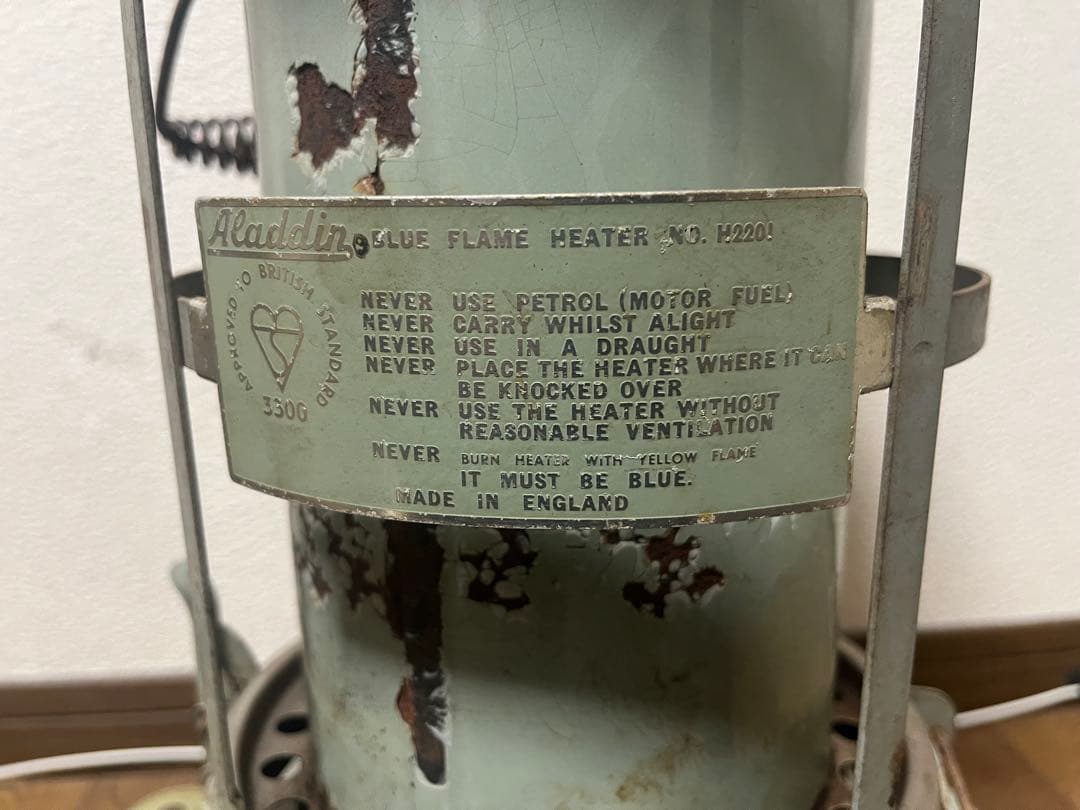 Aladdin BLUE FLAME HEATER NO. H2201
APPROVED TO BRITISH STANDARD
3300
NEVER USE PETROL (MOTOR FUEL)
NEVER CARRY WHILST ALIGHT
NEVER USE IN A DRAUGHT
NEVER PLACE THE HEATER WHERE IT CAN
BE KNOCKED OVER
NEVER USE THE HEATER WITHOUT
REASONABLE VENTILATION
NEVER BURN HEATER WITH YELLOW FLAME
IT MUST BE BLUE.
MADE IN ENGLAND